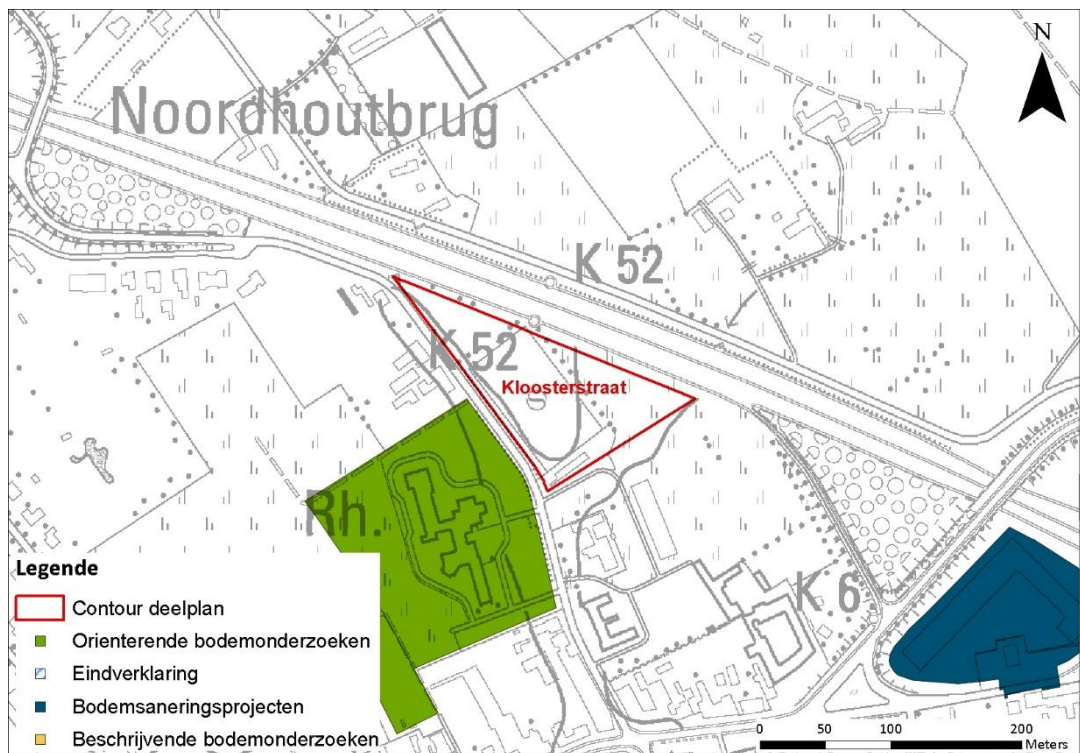 N
Noordhoutbrug
K 52
K 52
Kloosterstraat
Rh.
K.6
Legende
Contour deelplan
Orienterende bodemonderzoeken
Eindverklaring
Bodemsaneringsprojecten
Beschrijvende bodemonderzoeken
0 50 100 200
Meters